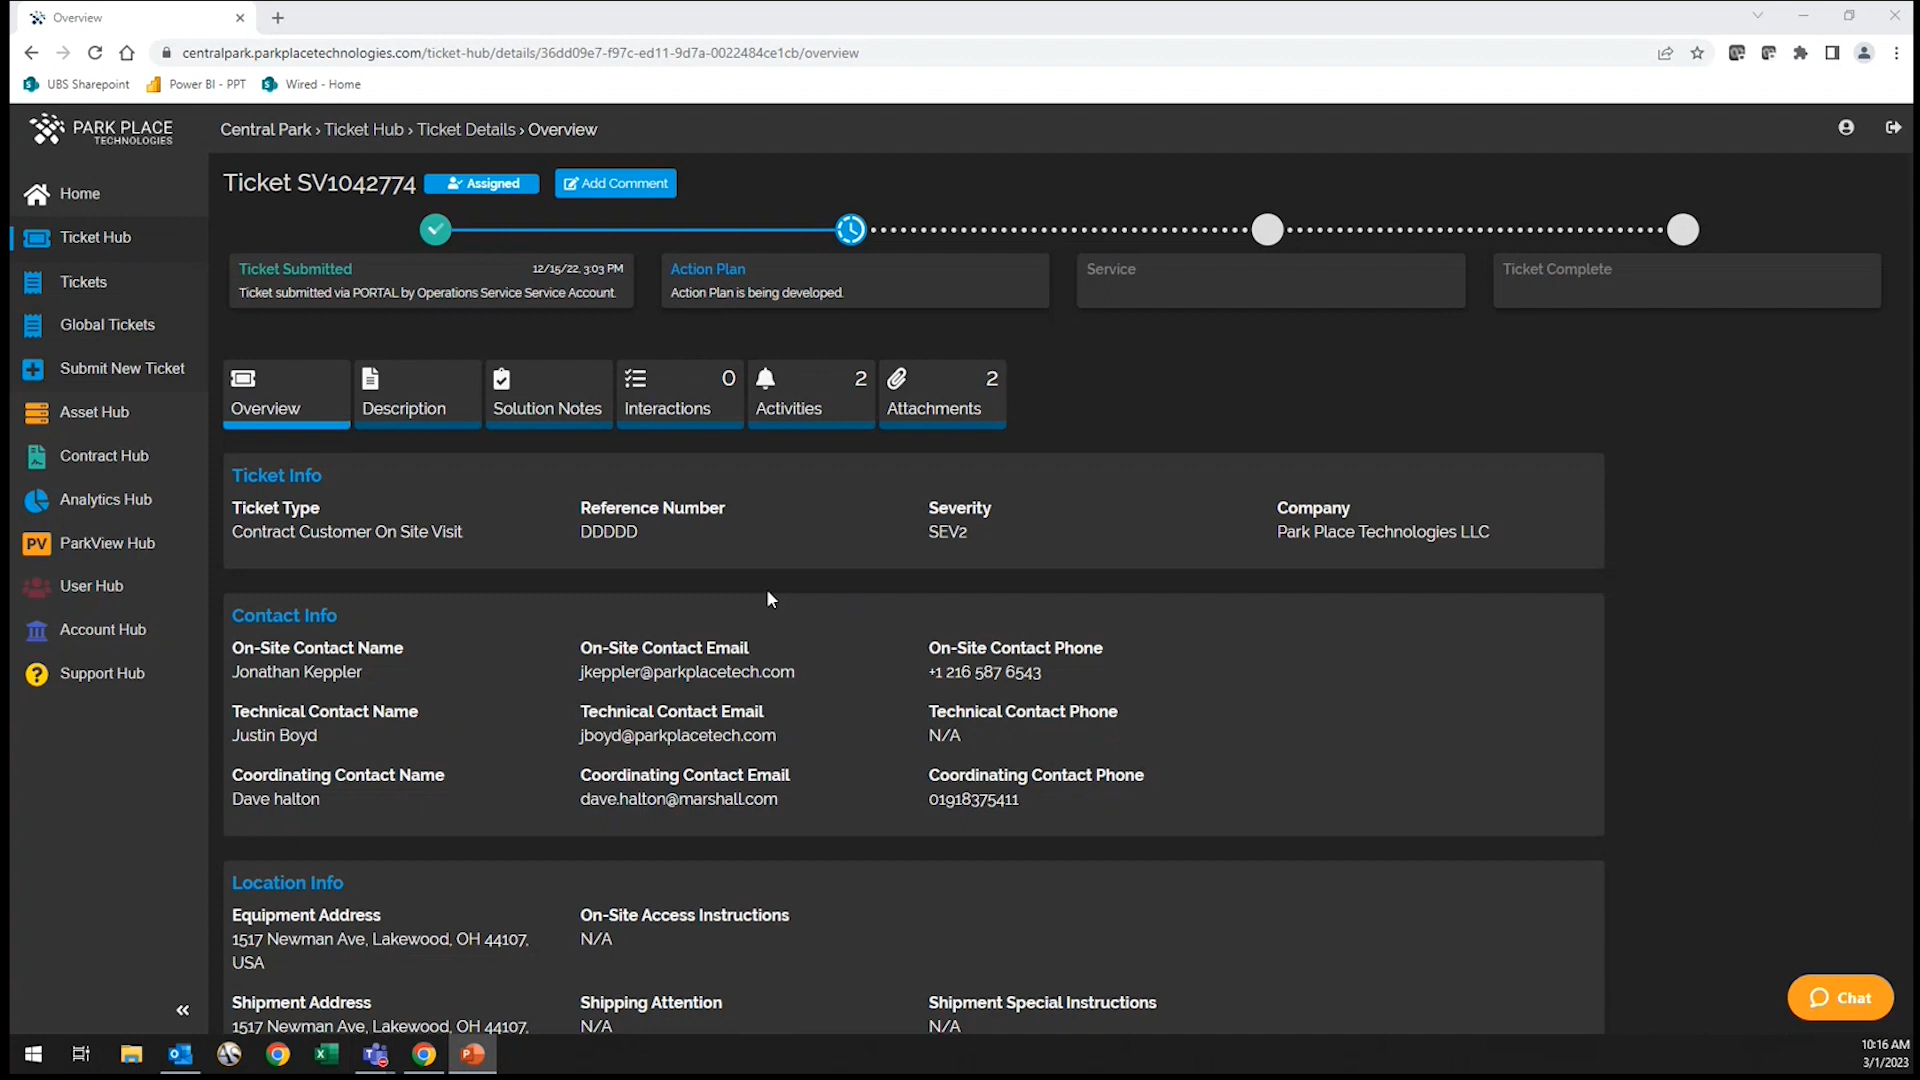 Overview
centralpark.parkplacetechnologies.com/ticket-hub/details/36dd09e7-f97c-ed11-9d7a-0022484ce1cb/overview
UBS Sharepoint
Power BI - PPT
Wired - Home
PARK PLACE
TECHNOLOGIES
Central Park › Ticket Hub › Ticket Details › Overview
Home
Ticket Hub
Tickets
Global Tickets
Submit New Ticket
Asset Hub
Contract Hub
Analytics Hub
PV
ParkView Hub
User Hub
Account Hub
Support Hub
«
Ticket SV1042774
Assigned
Add Comment
Ticket Submitted
12/15/22, 3:03 PM
Ticket submitted via PORTAL by Operations Service Service Account.
Action Plan
Action Plan is being developed.
Service
Ticket Complete
Overview
Description
Solution Notes
0
Interactions
2
Activities
2
Attachments
Ticket Info
Ticket Type
Reference Number
Severity
Company
Contract Customer On Site Visit
DDDDD
SEV2
Park Place Technologies LLC
Contact Info
On-Site Contact Name
On-Site Contact Email
On-Site Contact Phone
Jonathan Keppler
jkeppler@parkplacetech.com
+1 216 587 6543
Technical Contact Name
Technical Contact Email
Technical Contact Phone
Justin Boyd
jboyd@parkplacetech.com
N/A
Coordinating Contact Name
Coordinating Contact Email
Coordinating Contact Phone
Dave halton
dave.halton@marshall.com
01918375411
Location Info
Equipment Address
On-Site Access Instructions
1517 Newman Ave, Lakewood, OH 44107,
USA
N/A
Shipment Address
Shipping Attention
Shipment Special Instructions
1517 Newman Ave, Lakewood, OH 44107,
N/A
N/A
Chat
10:16 AM
3/1/2023